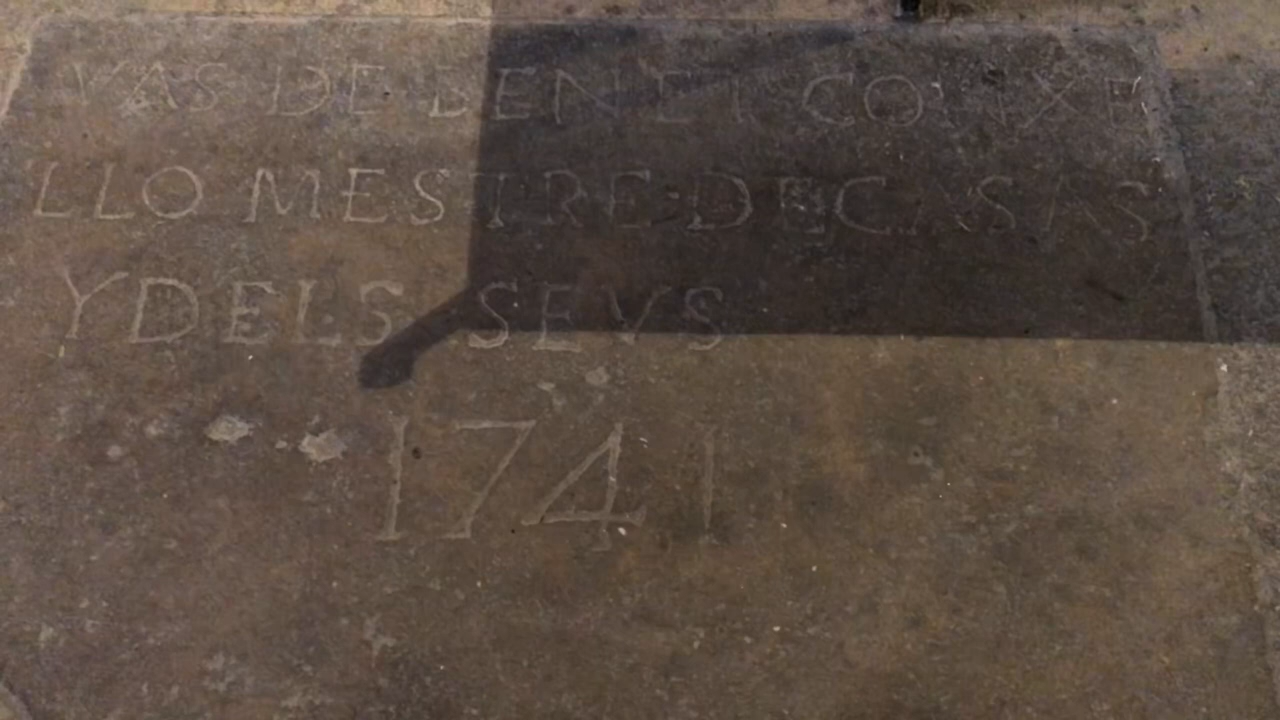 VAS DE BENET CONXE
LLO MESTRE DE CASAS
Y DELS SEVS
1741